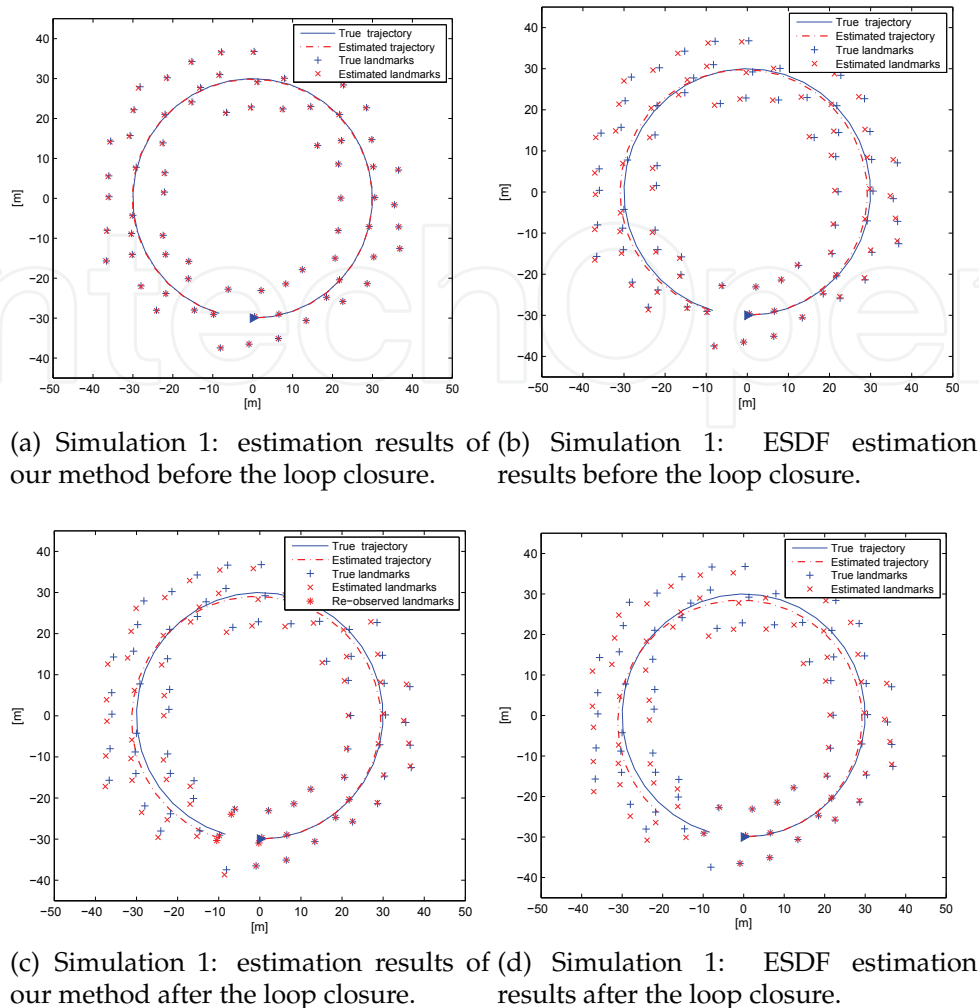 True trajectory
Estimated trajectory
True landmarks
Estimated landmarks
40
30
20
10
0
−10
−20
−30
−40
[m]
−50 −40 −30 −20 −10 0 10 20 30 40 50
[m]
True trajectory
Estimated trajectory
True landmarks
Estimated landmarks
40
30
20
10
0
−10
−20
−30
−40
[m]
−50 −40 −30 −20 −10 0 10 20 30 40 50
[m]
(a) Simulation 1: estimation results of
our method before the loop closure.
(b) Simulation 1: ESDF estimation
results before the loop closure.
True trajectory
Estimated trajectory
True landmarks
Estimated landmarks
Re−observed landmarks
40
30
20
10
0
−10
−20
−30
−40
[m]
−50 −40 −30 −20 −10 0 10 20 30 40 50
[m]
True trajectory
Estimated trajectory
True landmarks
Estimated landmarks
40
30
20
10
0
−10
−20
−30
−40
[m]
−50 −40 −30 −20 −10 0 10 20 30 40 50
[m]
(c) Simulation 1: estimation results of
our method after the loop closure.
(d) Simulation 1: ESDF estimation
results after the loop closure.